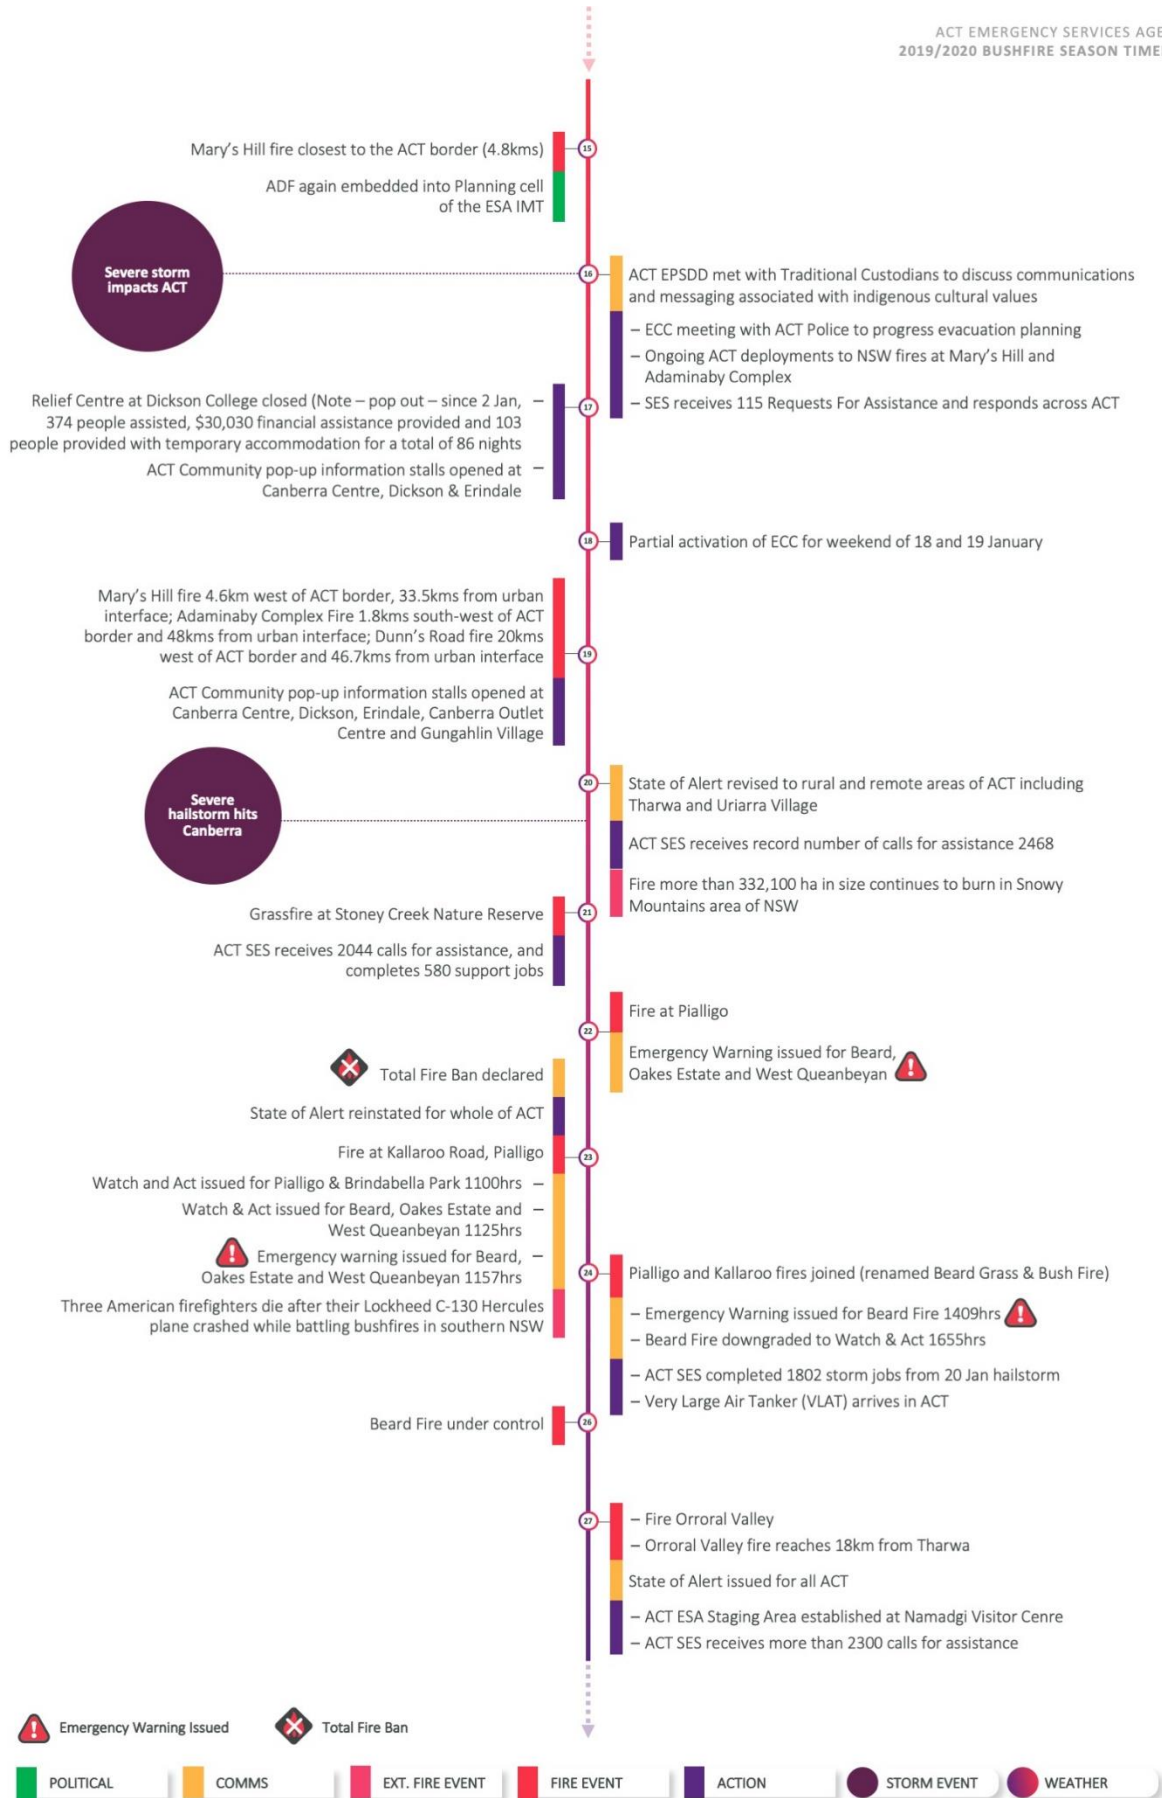 ACT EMERGENCY SERVICES AGE
2019/2020 BUSHFIRE SEASON TIME
15
Mary's Hill fire closest to the ACT border (4.8kms)
ADF again embedded into Planning cell
of the ESA IMT
Severe storm
impacts ACT
16
ACT EPSDD met with Traditional Custodians to discuss communications
and messaging associated with indigenous cultural values
– ECC meeting with ACT Police to progress evacuation planning
– Ongoing ACT deployments to NSW fires at Mary's Hill and
Adaminaby Complex
– SES receives 115 Requests For Assistance and responds across ACT
17
Relief Centre at Dickson College closed (Note – pop out – since 2 Jan, –
374 people assisted, $30,030 financial assistance provided and 103
people provided with temporary accommodation for a total of 86 nights
ACT Community pop-up information stalls opened at –
Canberra Centre, Dickson & Erindale
18
Partial activation of ECC for weekend of 18 and 19 January
Mary's Hill fire 4.6km west of ACT border, 33.5kms from urban
interface; Adaminaby Complex Fire 1.8kms south-west of ACT
border and 48kms from urban interface; Dunn's Road fire 20kms
west of ACT border and 46.7kms from urban interface
19
ACT Community pop-up information stalls opened at
Canberra Centre, Dickson, Erindale, Canberra Outlet
Centre and Gungahlin Village
Severe
hailstorm hits
Canberra
20
State of Alert revised to rural and remote areas of ACT including
Tharwa and Uriarra Village
ACT SES receives record number of calls for assistance 2468
Fire more than 332,100 ha in size continues to burn in Snowy
Mountains area of NSW
21
Grassfire at Stoney Creek Nature Reserve
ACT SES receives 2044 calls for assistance, and
completes 580 support jobs
22
Fire at Pialligo
Emergency Warning issued for Beard,
Oakes Estate and West Queanbeyan
Total Fire Ban declared
State of Alert reinstated for whole of ACT
Fire at Kallaroo Road, Pialligo
23
Watch and Act issued for Pialligo & Brindabella Park 1100hrs –
Watch & Act issued for Beard, Oakes Estate and –
West Queanbeyan 1125hrs
Emergency warning issued for Beard, –
Oakes Estate and West Queanbeyan 1157hrs
Three American firefighters die after their Lockheed C-130 Hercules
plane crashed while battling bushfires in southern NSW
24
Pialligo and Kallaroo fires joined (renamed Beard Grass & Bush Fire)
– Emergency Warning issued for Beard Fire 1409hrs
– Beard Fire downgraded to Watch & Act 1655hrs
– ACT SES completed 1802 storm jobs from 20 Jan hailstorm
– Very Large Air Tanker (VLAT) arrives in ACT
Beard Fire under control
26
27
– Fire Orroral Valley
– Orroral Valley fire reaches 18km from Tharwa
State of Alert issued for all ACT
– ACT ESA Staging Area established at Namadgi Visitor Cenre
– ACT SES receives more than 2300 calls for assistance
Emergency Warning Issued
Total Fire Ban
POLITICAL
COMMS
EXT. FIRE EVENT
FIRE EVENT
ACTION
STORM EVENT
WEATHER